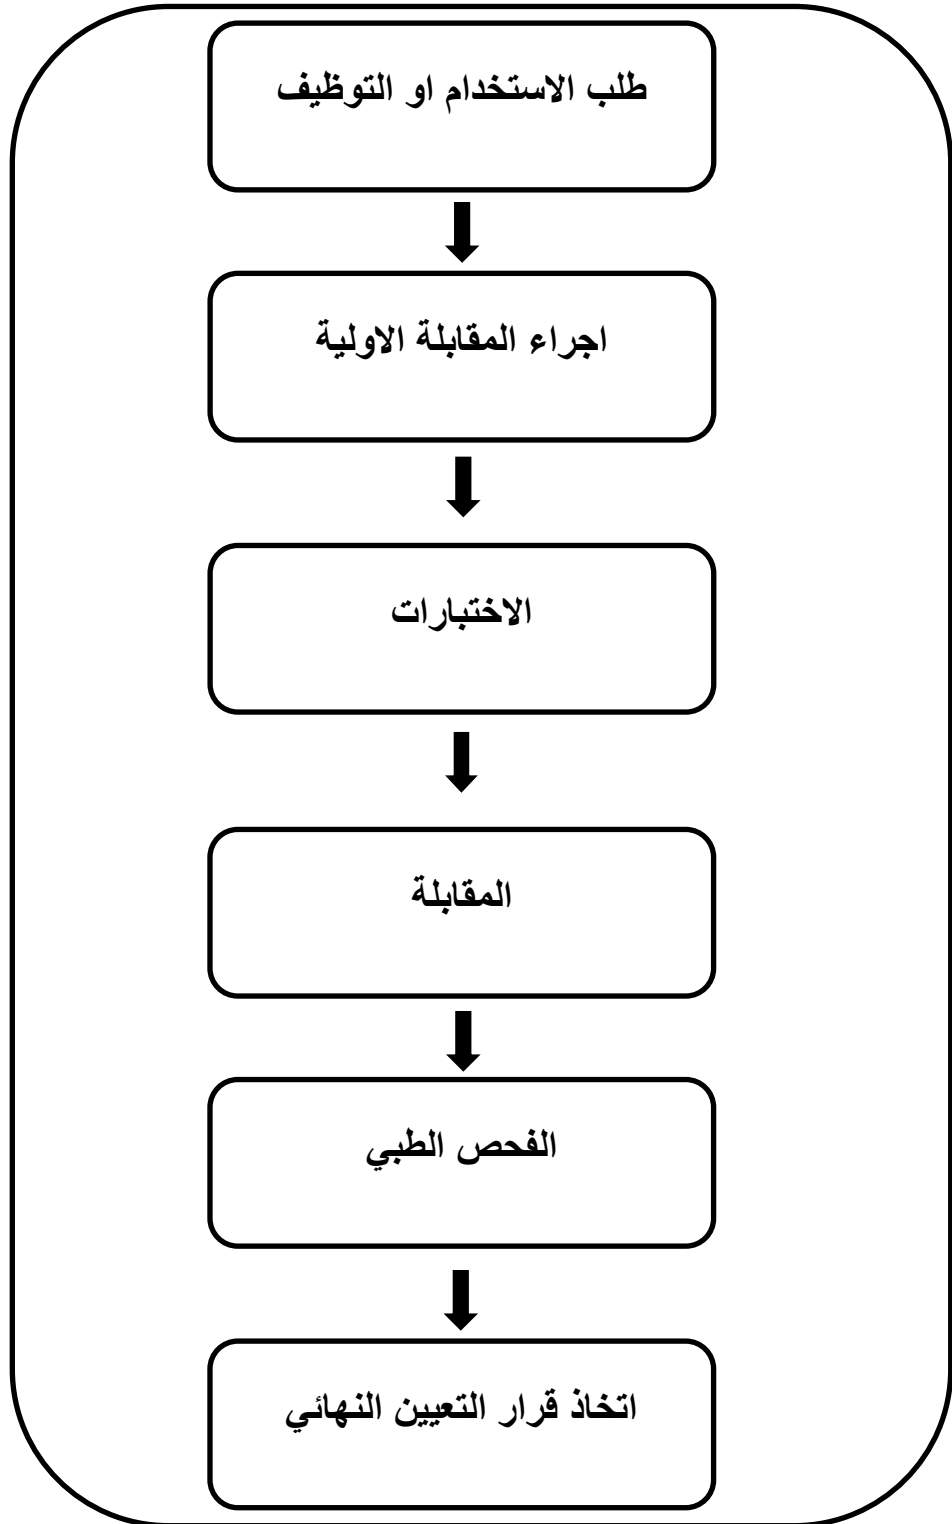 طلب الاستخدام او التوظيف
اجراء المقابلة الاولية
الاختبارات
المقابلة
الفحص الطبي
اتخاذ قرار التعيين النهائي